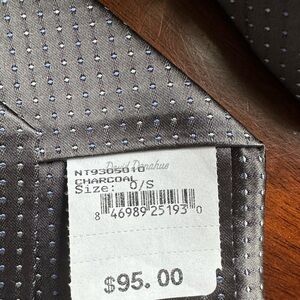 David Donahue
NT9305010
CHARCOAL
Size: O/S
8 46989 25193 0
$95.00